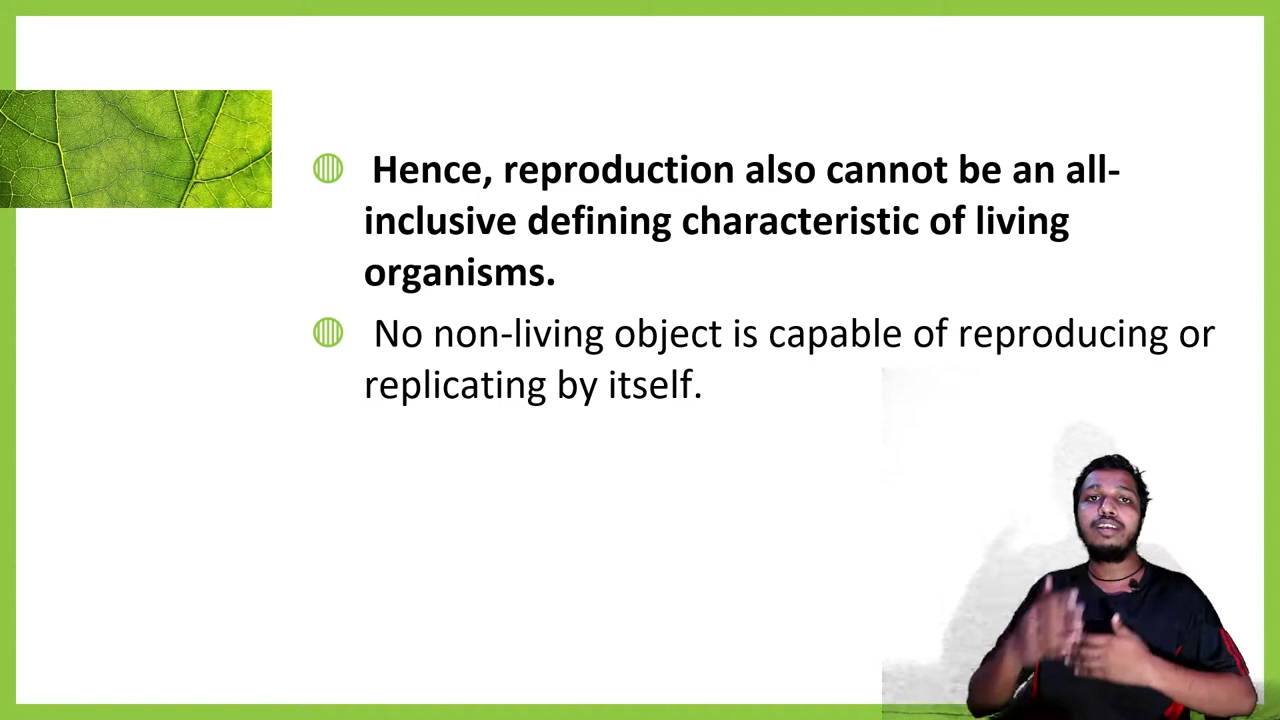 Hence, reproduction also cannot be an all-
inclusive defining characteristic of living
organisms.
No non-living object is capable of reproducing or
replicating by itself.